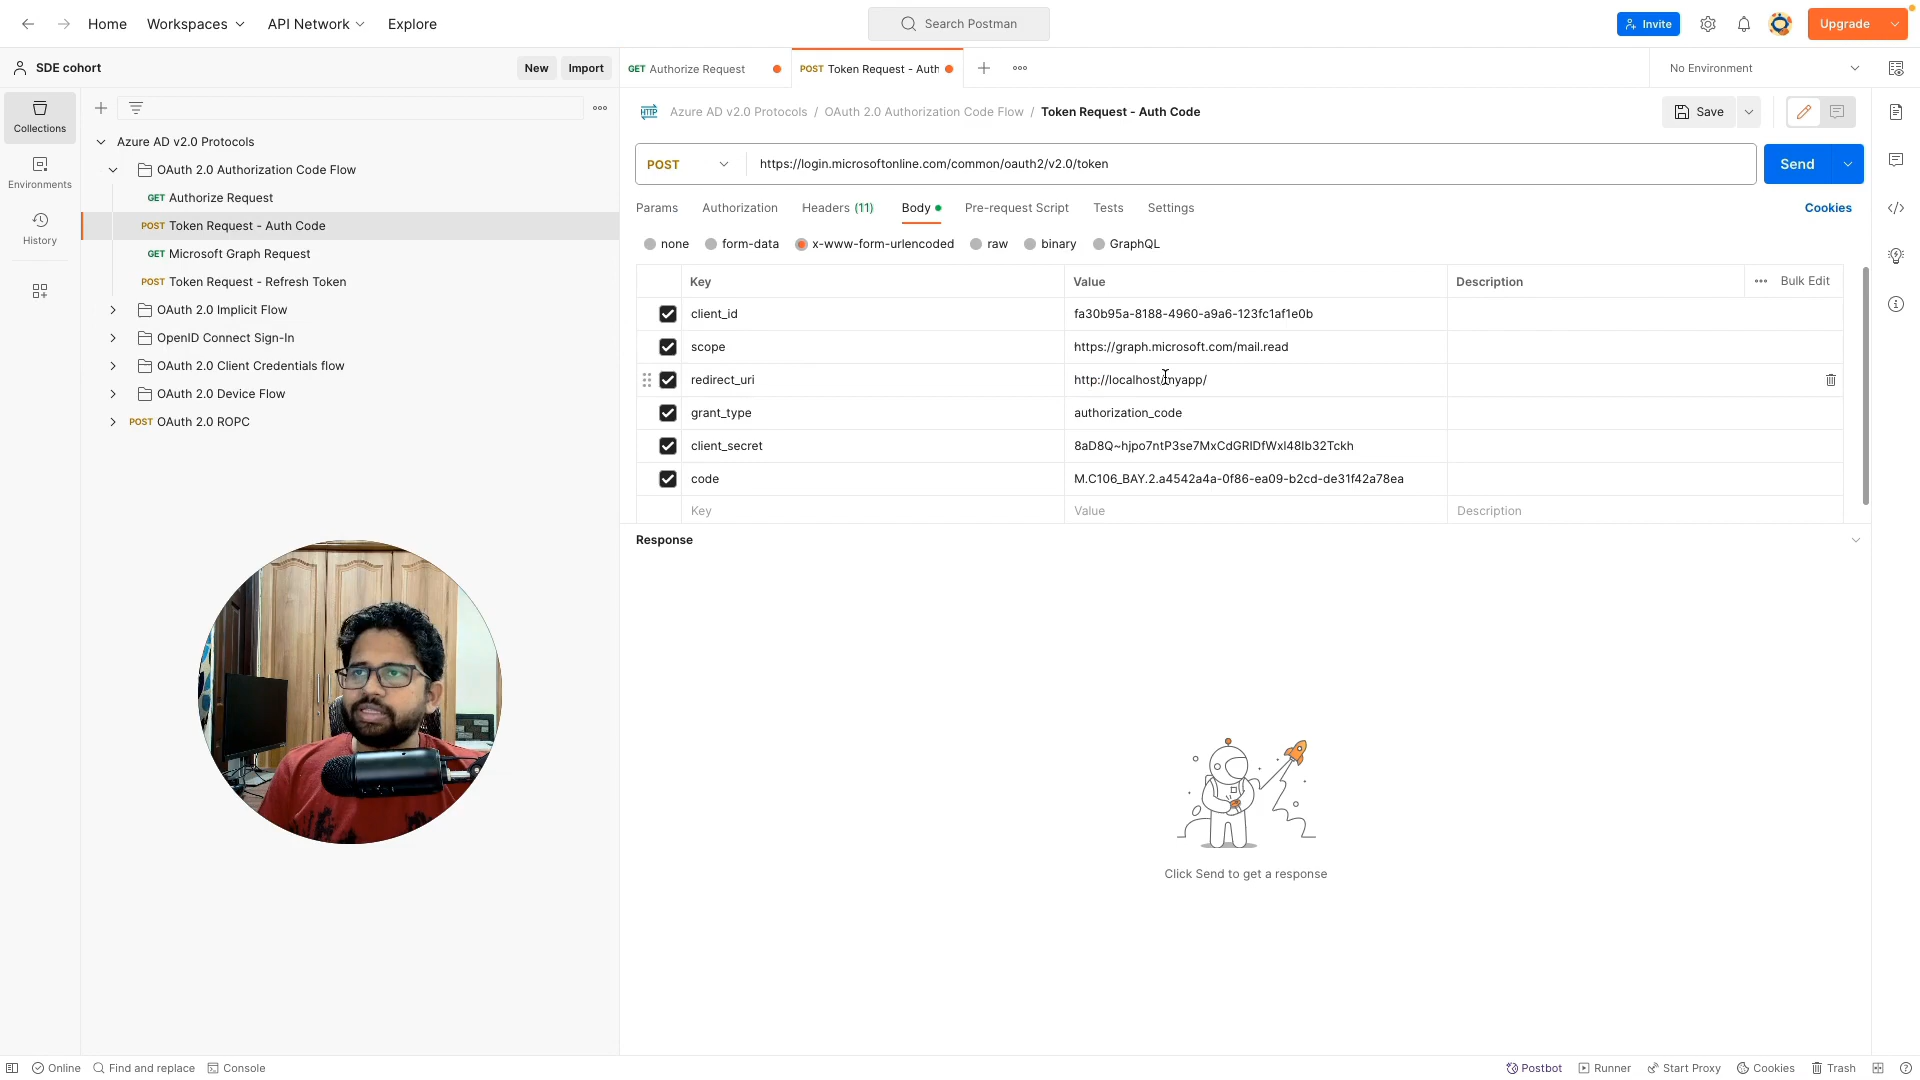 Home Workspaces API Network Explore Search Postman Invite Upgrade
SDE cohort New Import GET Authorize Request POST Token Request - Auth No Environment
Azure AD v2.0 Protocols / OAuth 2.0 Authorization Code Flow / Token Request - Auth Code Save
Collections
Environments
History
Azure AD v2.0 Protocols
OAuth 2.0 Authorization Code Flow
GET Authorize Request
POST Token Request - Auth Code
GET Microsoft Graph Request
POST Token Request - Refresh Token
OAuth 2.0 Implicit Flow
OpenID Connect Sign-In
OAuth 2.0 Client Credentials flow
OAuth 2.0 Device Flow
POST OAuth 2.0 ROPC
POST https://login.microsoftonline.com/common/oauth2/v2.0/token Send
Params Authorization Headers (11) Body Pre-request Script Tests Settings Cookies
none form-data x-www-form-urlencoded raw binary GraphQL
Key Value Description Bulk Edit
client_id fa30b95a-8188-4960-a9a6-123fc1af1e0b
scope https://graph.microsoft.com/mail.read
redirect_uri http://localhost/myapp/
grant_type authorization_code
client_secret 8aD8Q~hjpo7ntP3se7MxCdGRIDfWxI48Ib32Tckh
code M.C106_BAY.2.a4542a4a-0f86-ea09-b2cd-de31f42a78ea
Key Value Description
Response
Click Send to get a response
Online Find and replace Console Postbot Runner Start Proxy Cookies Trash